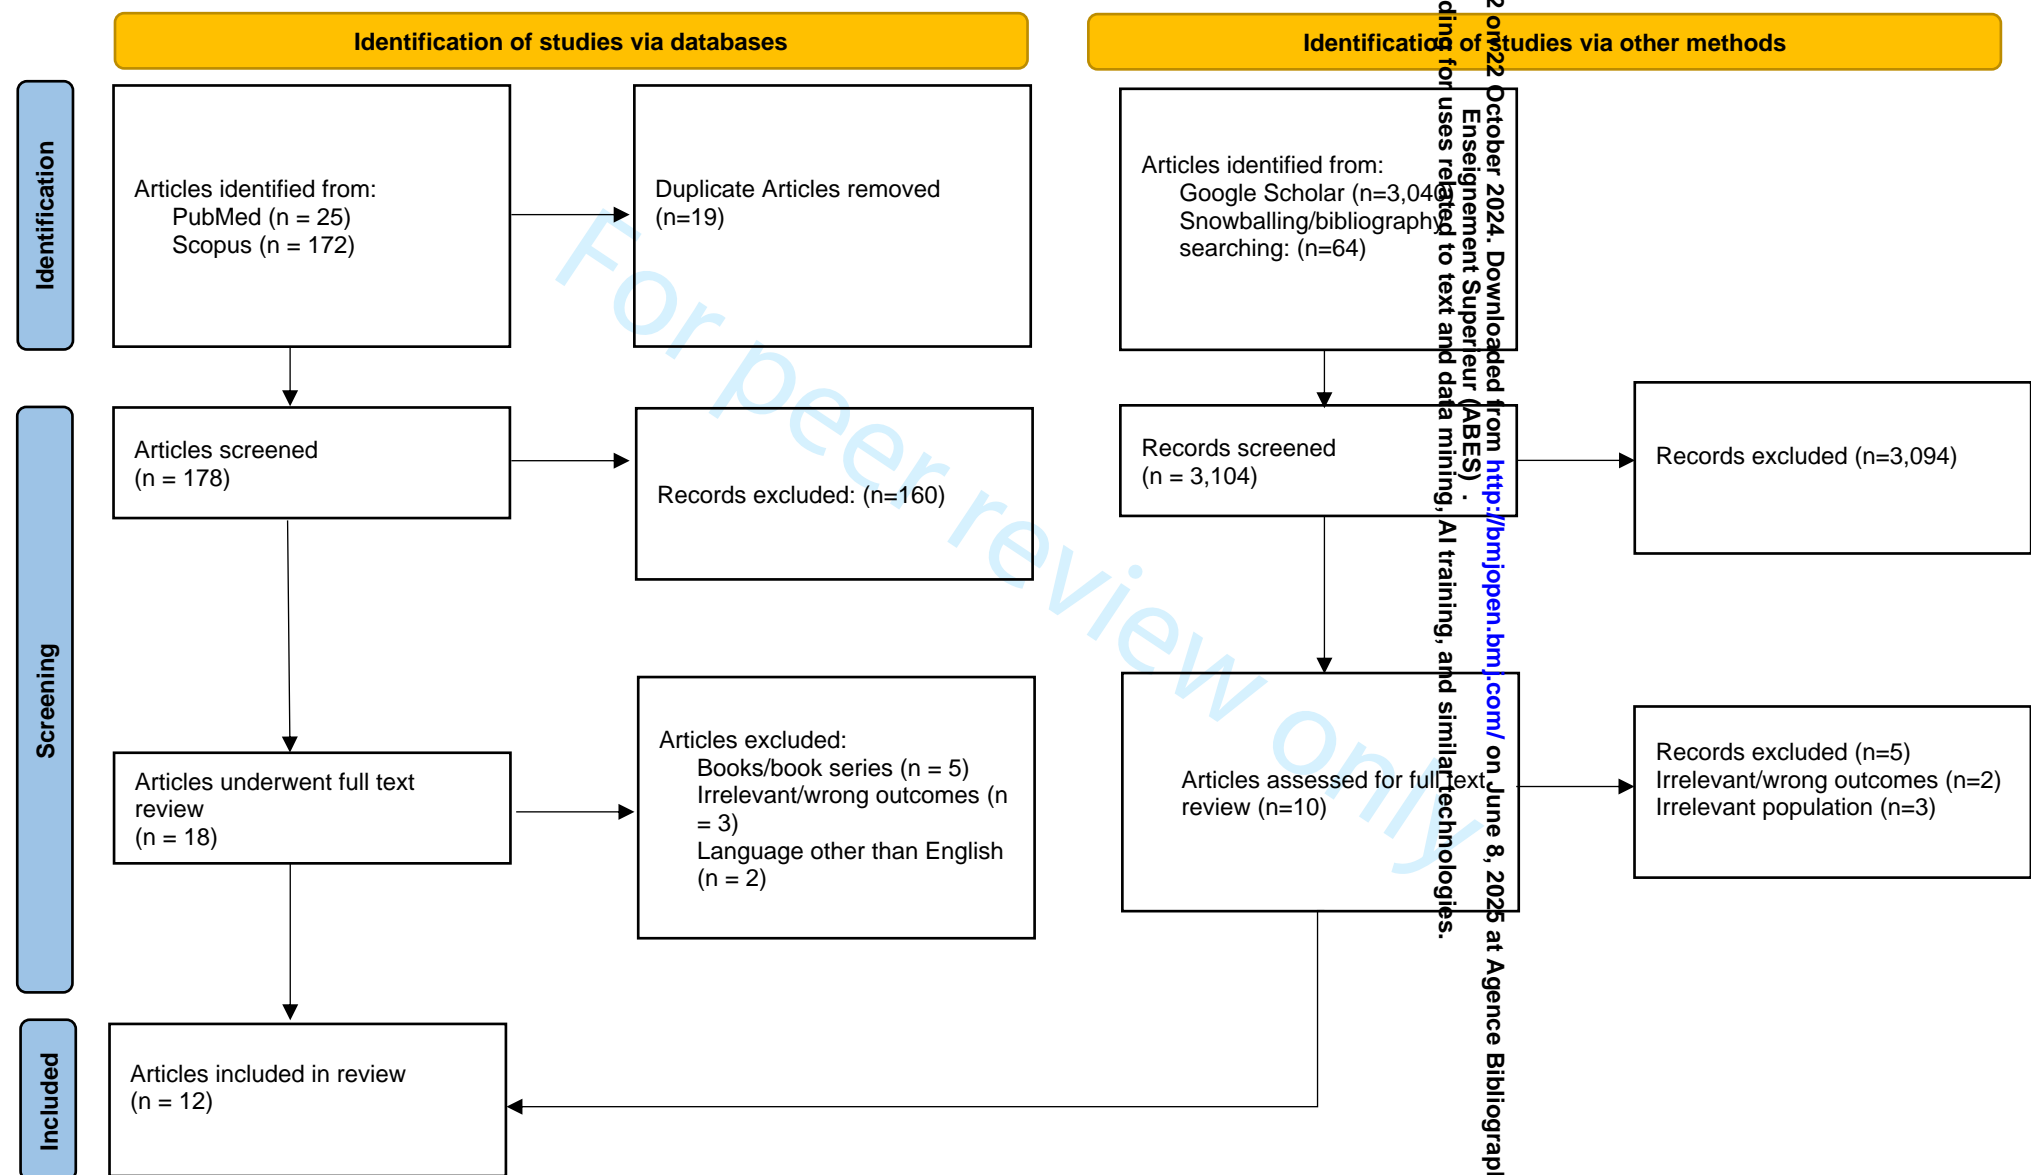 Identification of studies via databases
Identification of studies via other methods
Identification
Articles identified from:
PubMed (n = 25)
Scopus (n = 172)
Duplicate Articles removed
(n=19)
Articles identified from:
Google Scholar (n=3,040)
Snowballing/bibliography
searching: (n=64)
Screening
Articles screened
(n = 178)
Records excluded: (n=160)
Records screened
(n = 3,104)
Records excluded (n=3,094)
Articles underwent full text
review
(n = 18)
Articles excluded:
Books/book series (n = 5)
Irrelevant/wrong outcomes (n
= 3)
Language other than English
(n = 2)
Articles assessed for full text
review (n=10)
Records excluded (n=5)
Irrelevant/wrong outcomes (n=2)
Irrelevant population (n=3)
Included
Articles included in review
(n = 12)
For peer review only
2 on 22 October 2024. Downloaded from http://bmjopen.bmj.com/ on June 8, 2025 at Agence
Enseignement Superieur (ABES) .
for uses related to text and data mining, AI training, and similar technologies.